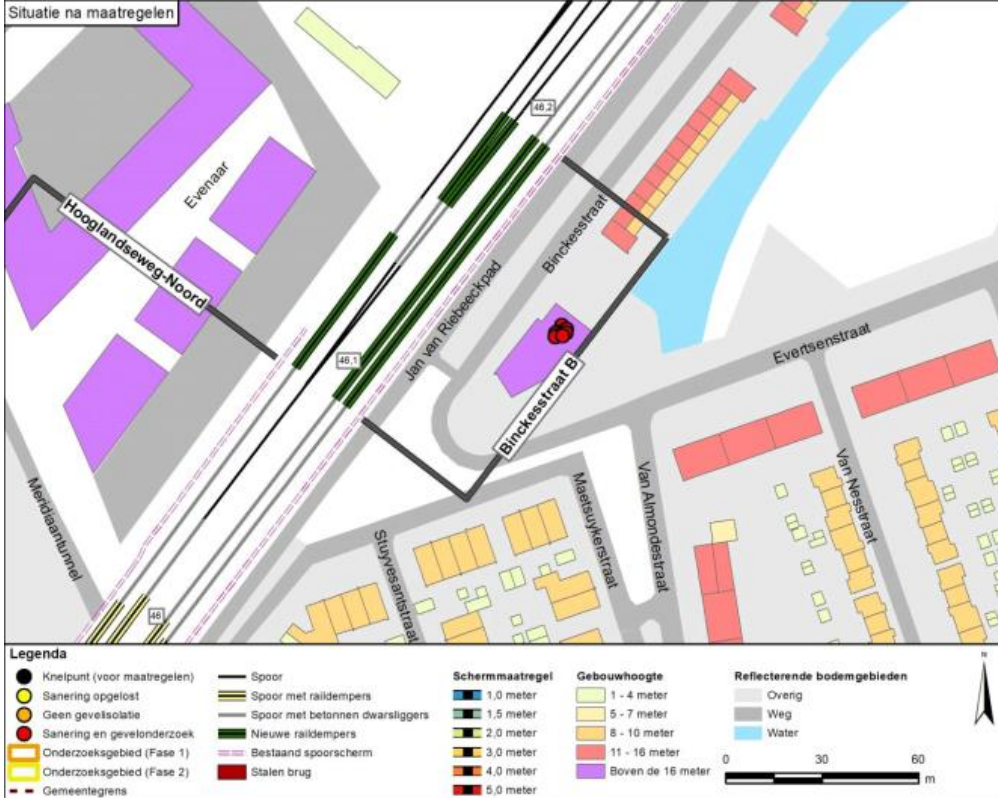 Situatie na maatregelen
46,2
Evenaar
Hooglandseweg-Noord
Binckesstraat
Jan van Riebeeckpad
46,1
Binckesstraat B
Evertsenstraat
Meridiaantunnel
Stuyvesantstraat
Maetsuykerstraat
Van Almondestraat
Van Nesstraat
46
Legenda
Knelpunt (voor maatregelen)
Sanering opgelost
Geen gevelisolatie
Sanering en gevelonderzoek
Onderzoeksgebied (Fase 1)
Onderzoeksgebied (Fase 2)
Gemeentegrens
Spoor
Spoor met raildempers
Spoor met betonnen dwarsliggers
Nieuwe raildempers
Bestaand spoorscherm
Stalen brug
Schermmaatregel
1,0 meter
1,5 meter
2,0 meter
3,0 meter
4,0 meter
5,0 meter
Gebouwhoogte
1 - 4 meter
5 - 7 meter
8 - 10 meter
11 - 16 meter
Boven de 16 meter
Reflecterende bodemgebieden
Overig
Weg
Water
N
0 30 60
m